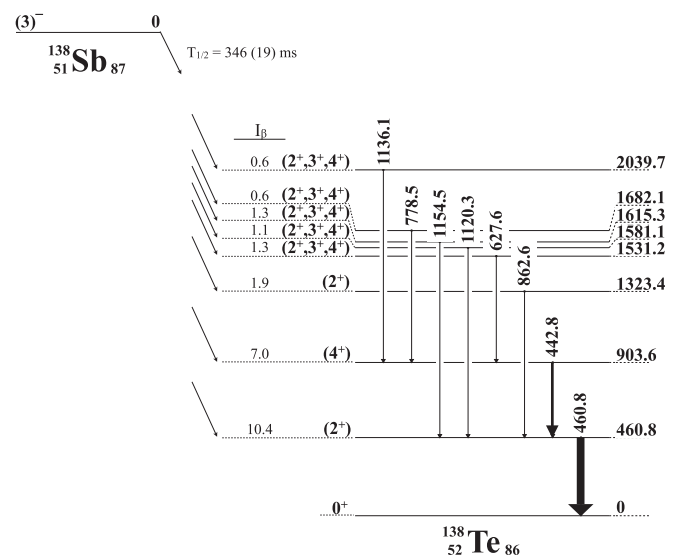 (3)⁻ 0
¹³⁸₅₁Sb₈₇
T1/2 = 346 (19) ms
Iβ
0.6 (2⁺,3⁺,4⁺) 1136.1 2039.7
0.6 (2⁺,3⁺,4⁺) 778.5 1682.1
1.3 (2⁺,3⁺,4⁺) 1154.5 1120.3 1615.3
1.1 (2⁺,3⁺,4⁺) 627.6 1581.1
1.3 (2⁺,3⁺,4⁺) 862.6 1531.2
1.9 (2⁺) 1323.4
7.0 (4⁺) 442.8 903.6
10.4 (2⁺) 460.8 460.8
0⁺ 0
¹³⁸₅₂Te₈₆